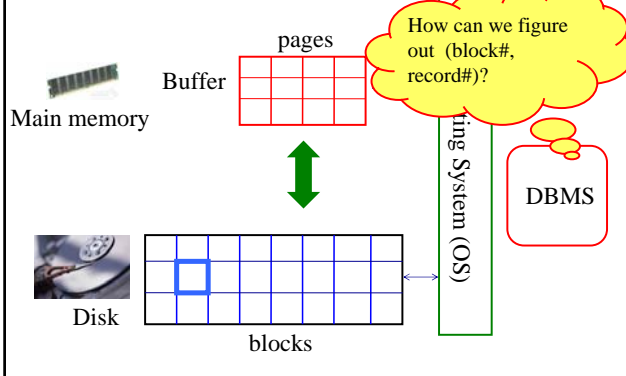 pages
How can we figure
out (block#,
record#)?
Buffer
Main memory
ting System (OS)
DBMS
Disk
blocks